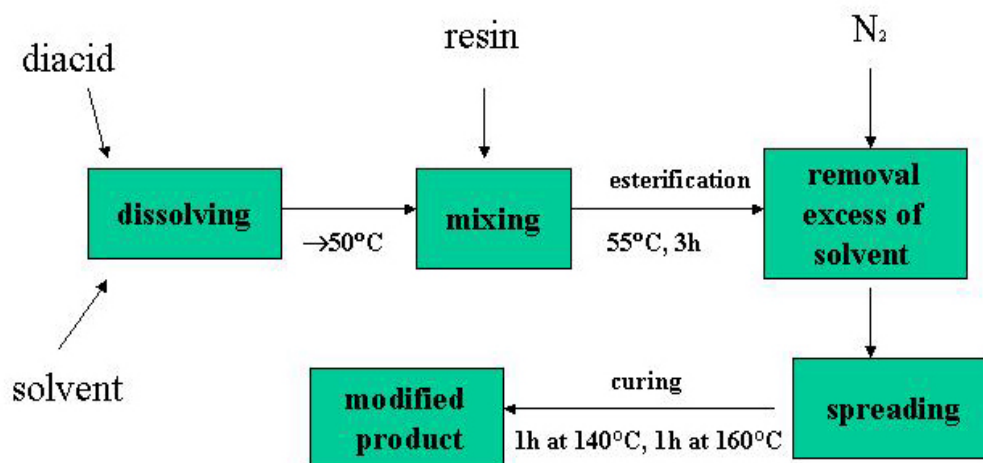 diacid
resin
N₂
dissolving
→50°C
mixing
esterification
55°C, 3h
removal
excess of
solvent
solvent
modified
product
curing
1h at 140°C, 1h at 160°C
spreading